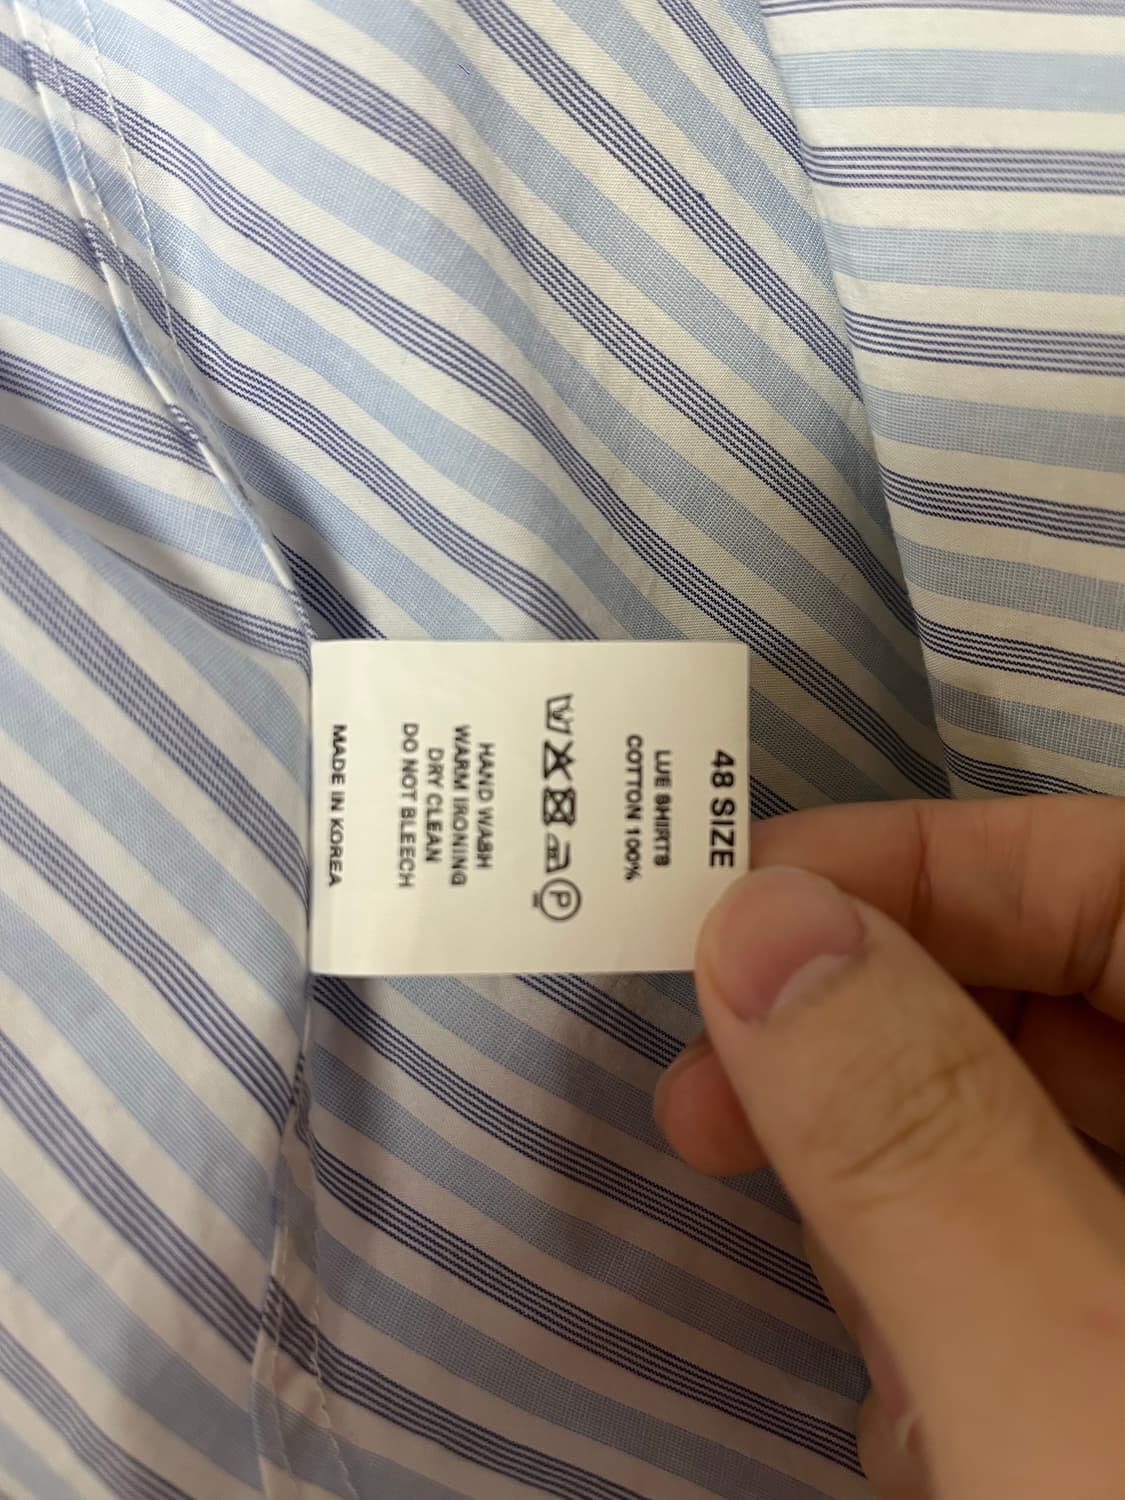 48 SIZE
LUE SHIRTS
COTTON 100%
P
HAND WASH
WARM IRONING
DRY CLEAN
DO NOT BLEECH
MADE IN KOREA